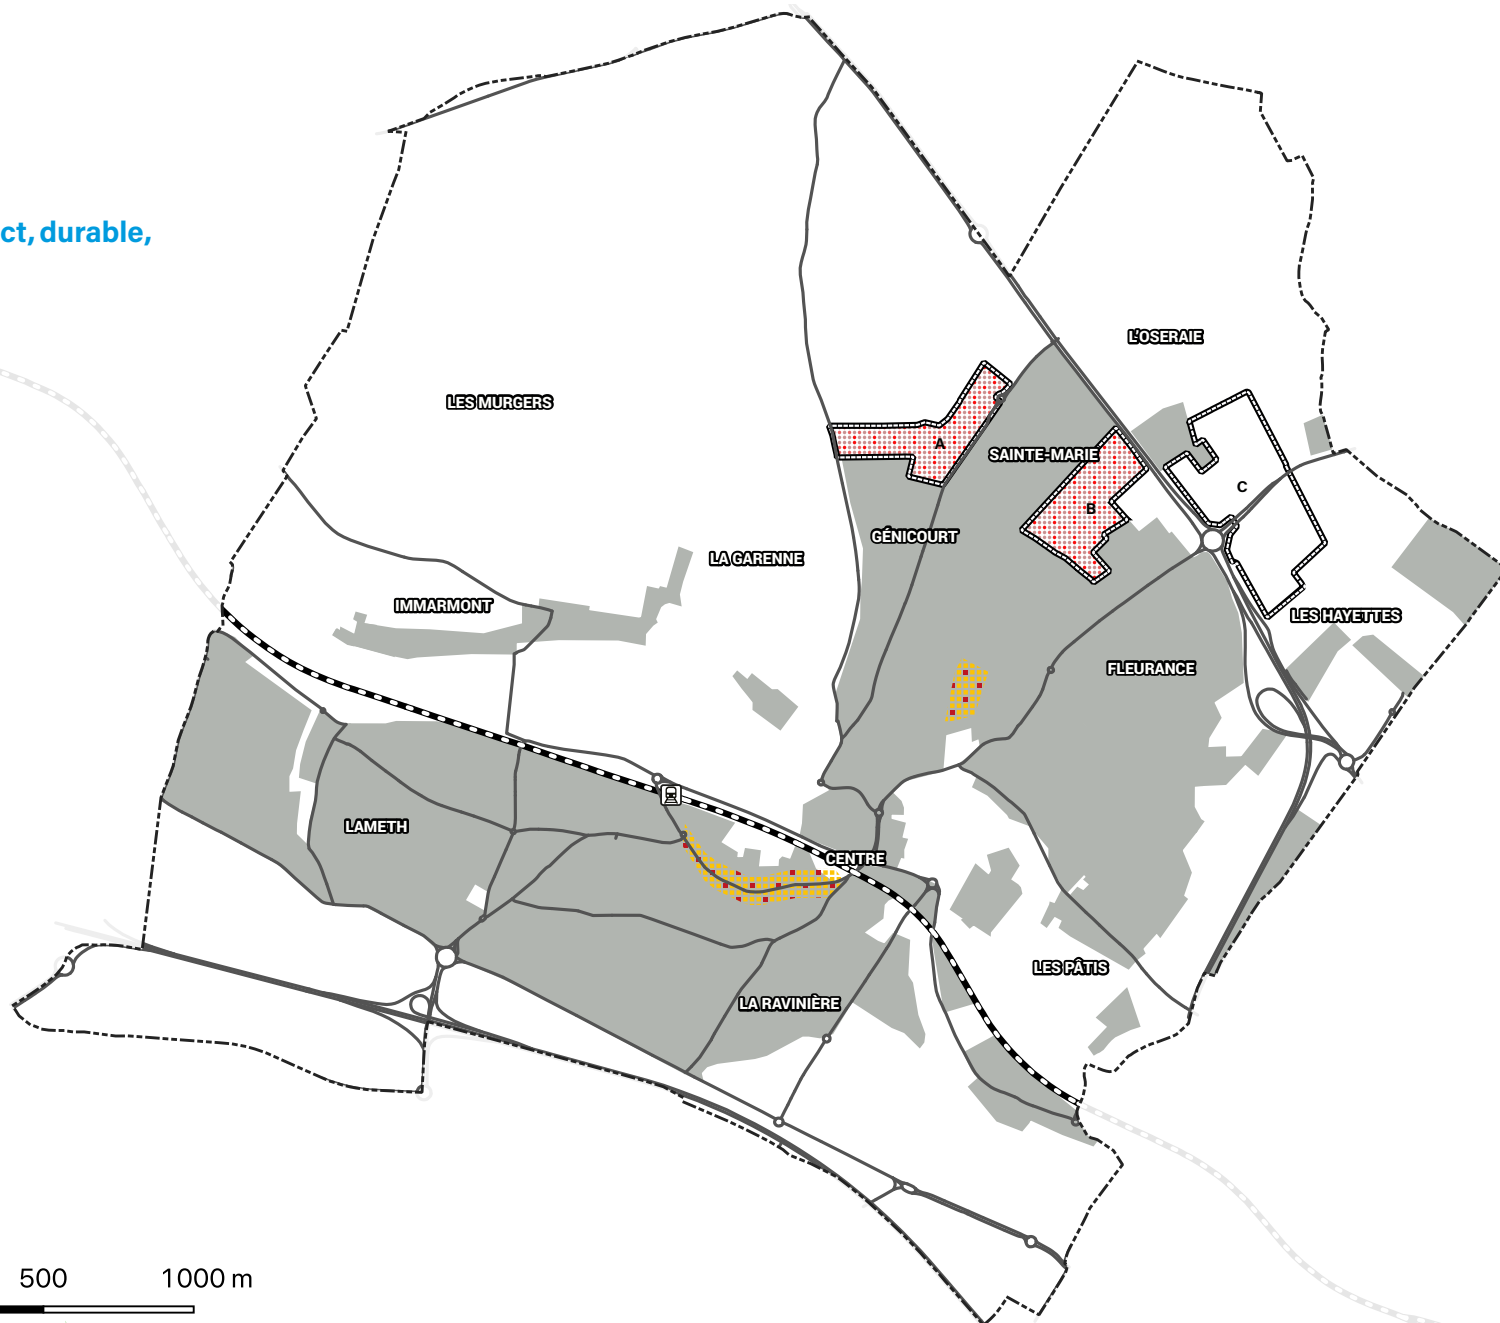 ct, durable,
L'OSERAIE
LES MURGERS
A
SAINTE-MARIE
C
B
GÉNICOURT
LA GARENNE
IMMARMONT
LES HAYETTES
FLEURANCE
LAMETH
CENTRE
LES PÂTIS
LA RAVINIÈRE
500 1000 m